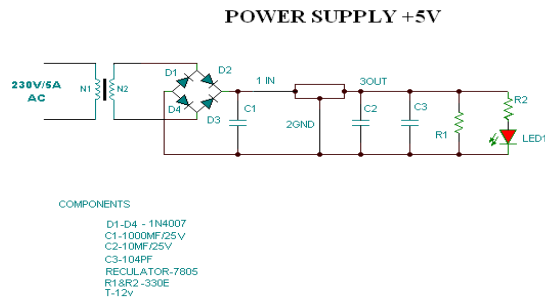 POWER SUPPLY +5V
230V/5A
AC
N1
N2
D1
D2
D4
D3
1 IN
3OUT
C1
2GND
C2
C3
R1
R2
LED1
COMPONENTS
D1-D4 - 1N4007
C1-1000MF/25V
C2-10MF/25V
C3-104PF
RECULATOR-7805
R1&R2 -330E
T-12v